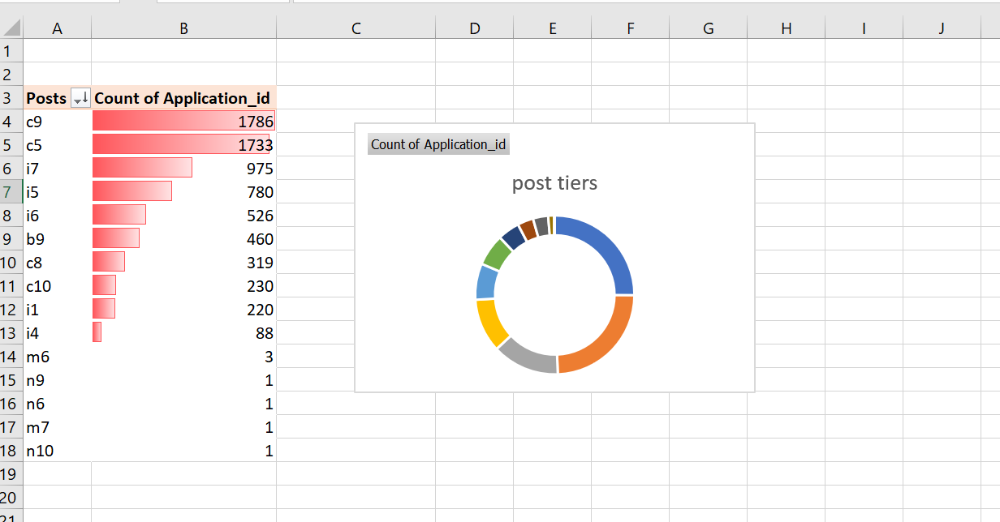 A B C D E F G H I J
1
2
3 Posts Count of Application_id
4 c9 1786
5 c5 1733
6 i7 975
7 i5 780
8 i6 526
9 b9 460
10 c8 319
11 c10 230
12 i1 220
13 i4 88
14 m6 3
15 n9 1
16 n6 1
17 m7 1
18 n10 1
19
20
21
Count of Application_id
post tiers